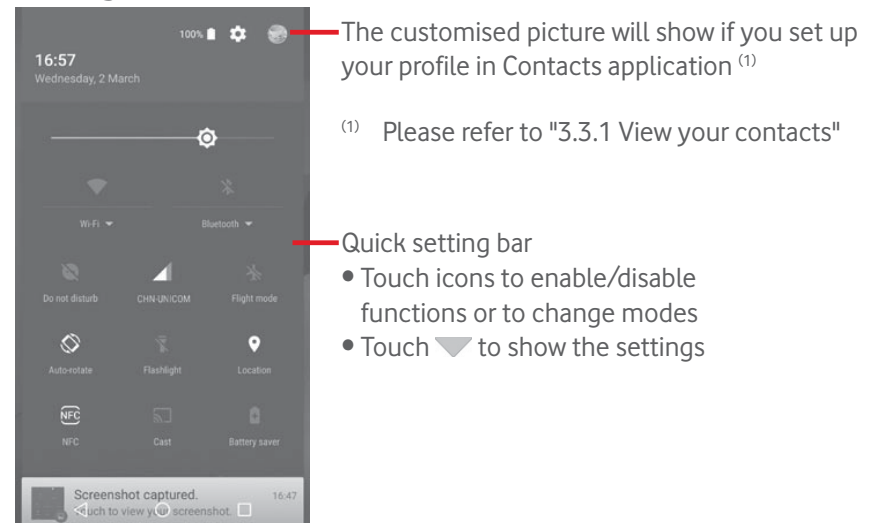 100%
16:57
Wednesday, 2 March
Wi-Fi
Bluetooth
Do not disturb
CHN-UNICOM
Flight mode
Auto-rotate
Flashlight
Location
NFC
NFC
Cast
Battery saver
Screenshot captured.
16:47
Touch to view your screenshot.
The customised picture will show if you set up
your profile in Contacts application (1)
(1) Please refer to "3.3.1 View your contacts"
Quick setting bar
• Touch icons to enable/disable
functions or to change modes
• Touch to show the settings